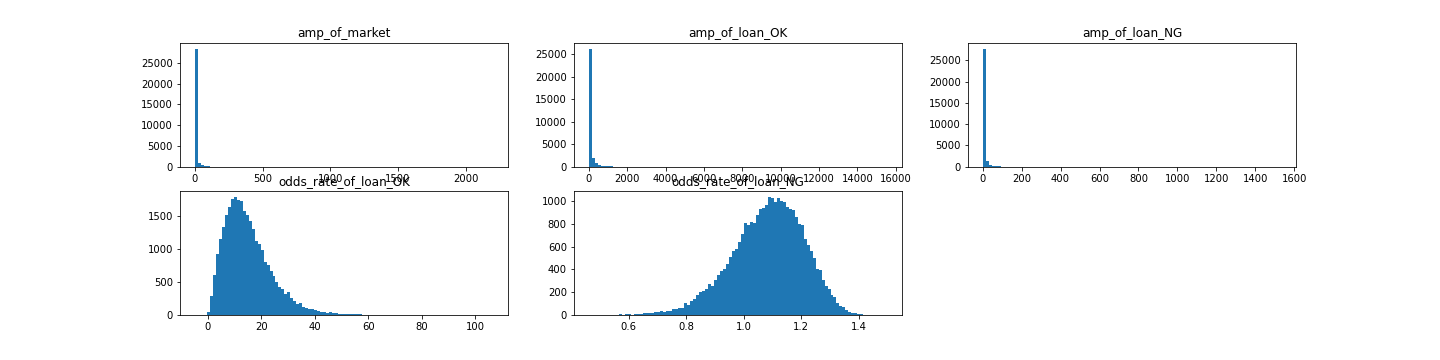 amp_of_market
amp_of_loan_OK
amp_of_loan_NG
25000
20000
15000
10000
5000
0
0 500 1000 1500 2000
25000
20000
15000
10000
5000
0
0 2000 4000 6000 8000 10000 12000 14000 16000
25000
20000
15000
10000
5000
0
0 200 400 600 800 1000 1200 1400 1600
odds_rate_of_loan_OK
odds_rate_of_loan_NG
1500
1000
500
0
0 20 40 60 80 100
1000
800
600
400
200
0
0.6 0.8 1.0 1.2 1.4